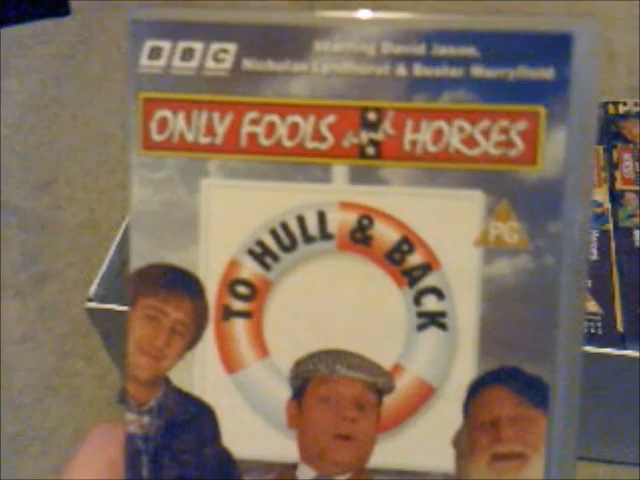 BBC
Starring David Jason,
Nicholas Lyndhurst & Buster Merryfield
ONLY FOOLS and HORSES
TO HULL & BACK
PG